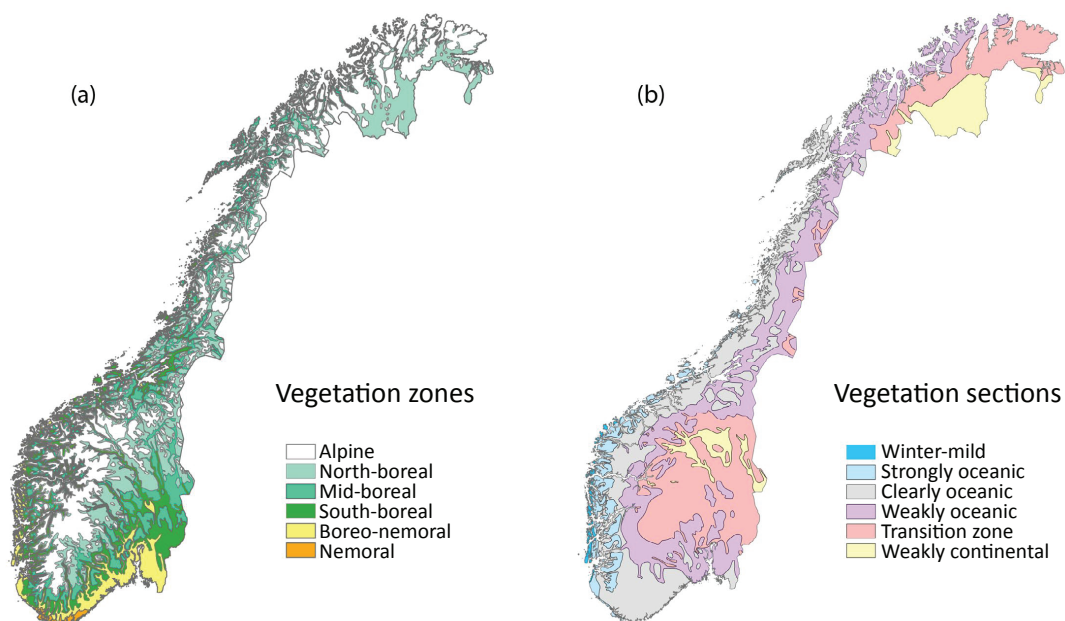 (a)
Vegetation zones
Alpine
North-boreal
Mid-boreal
South-boreal
Boreo-nemoral
Nemoral
(b)
Vegetation sections
Winter-mild
Strongly oceanic
Clearly oceanic
Weakly oceanic
Transition zone
Weakly continental